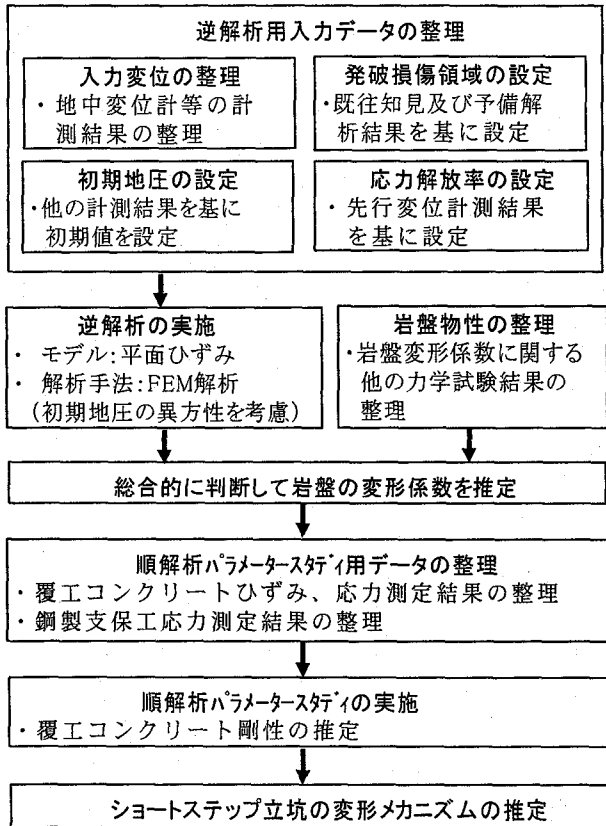 逆解析用入力データの整理
入力変位の整理
・ 地中変位計等の計
測結果の整理
発破損傷領域の設定
・既往知見及び予備解
析結果を基に設定
初期地圧の設定
・他の計測結果を基に
初期値を設定
応力解放率の設定
・ 先行変位計測結果
を基に設定
逆解析の実施
・ モデル：平面ひずみ
・ 解析手法：FEM解析
（初期地圧の異方性を考慮）
岩盤物性の整理
・岩盤変形係数に関する
他の力学試験結果の
整理
総合的に判断して岩盤の変形係数を推定
順解析ﾊﾟﾗﾒｰﾀｰｽﾀﾃﾞｨ用データの整理
・ 覆工コンクリートひずみ、応力測定結果の整理
・ 鋼製支保工応力測定結果の整理
順解析ﾊﾟﾗﾒｰﾀｰｽﾀﾃﾞｨの実施
・ 覆工コンクリート剛性の推定
ショートステップ立坑の変形メカニズムの推定